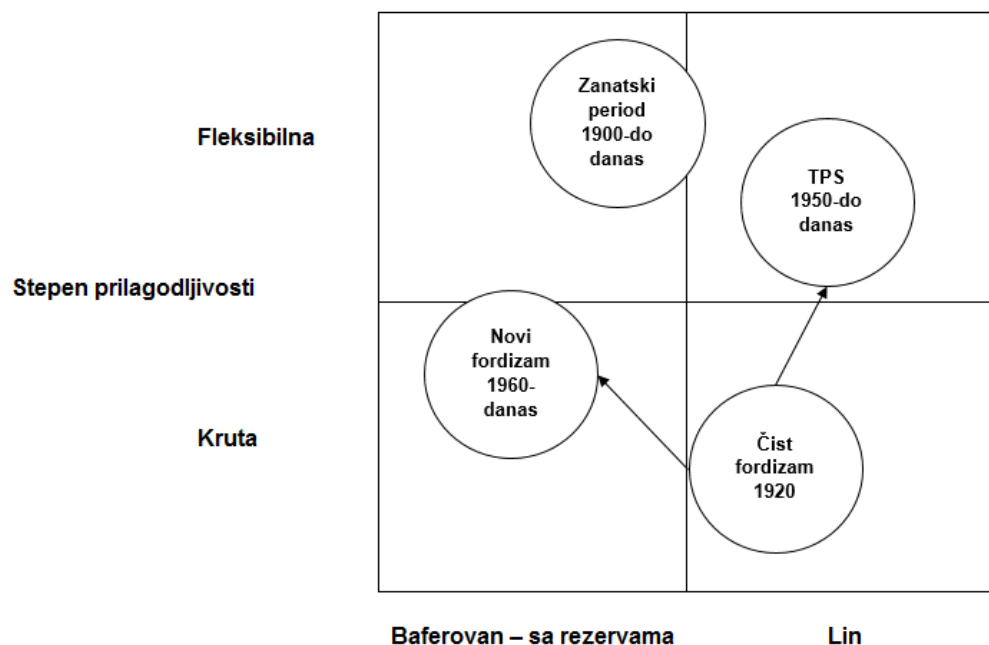 Zanatski
period
1900-do
danas
Fleksibilna
TPS
1950-do
danas
Stepen prilagodljivosti
Novi
fordizam
1960-
danas
Kruta
Čist
fordizam
1920
Baferovan – sa rezervama
Lin